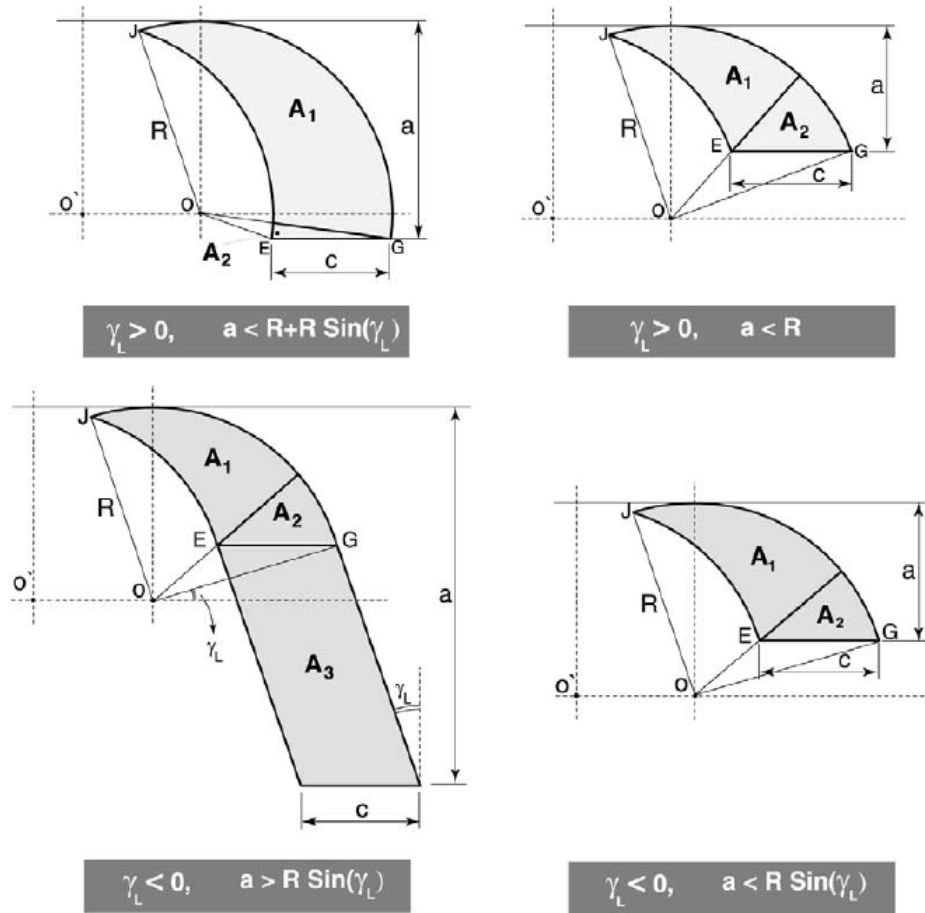 J
A₁
R
a
O`
O
E
G
A₂
C
γL > 0, a < R+R Sin(γL)
J
A₁
A₂
R
a
E
G
C
O`
O
γL > 0, a < R
J
A₁
R
A₂
E
G
O`
O
a
γL
A₃
γL
C
γL < 0, a > R Sin(γL)
J
A₁
a
R
A₂
E
G
C
O`
O
γL < 0, a < R Sin(γL)